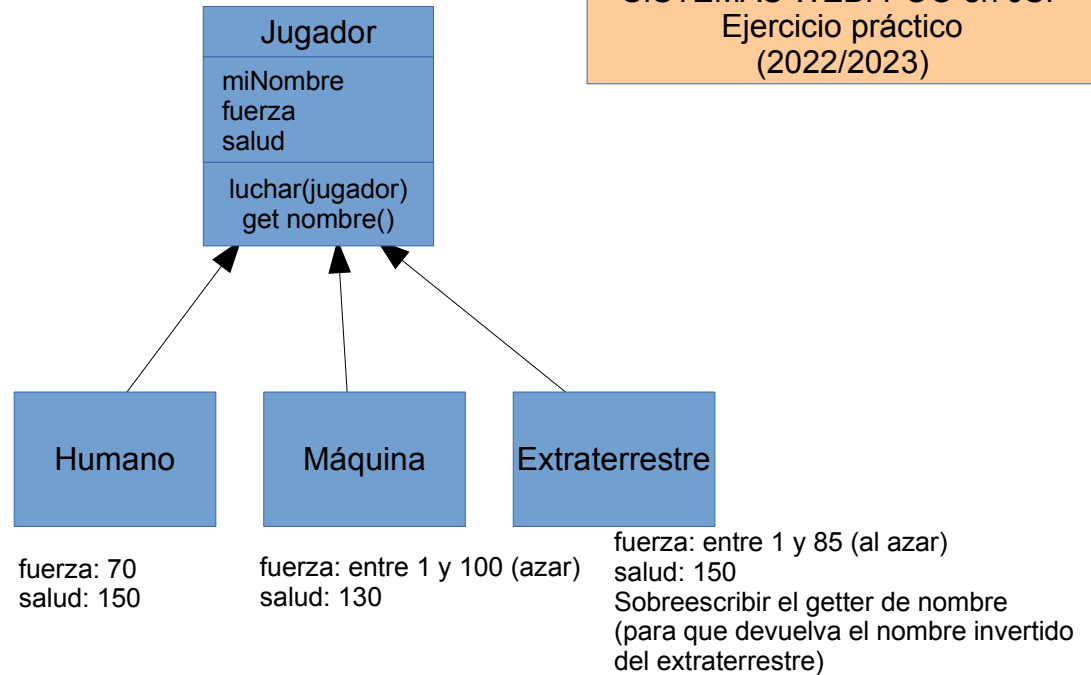 Jugador
miNombre
fuerza
salud
luchar(jugador)
get nombre()
Ejercicio práctico
(2022/2023)
Humano
Máquina
Extraterrestre
fuerza: 70
salud: 150
fuerza: entre 1 y 100 (azar)
salud: 130
fuerza: entre 1 y 85 (al azar)
salud: 150
Sobreescribir el getter de nombre
(para que devuelva el nombre invertido
del extraterrestre)